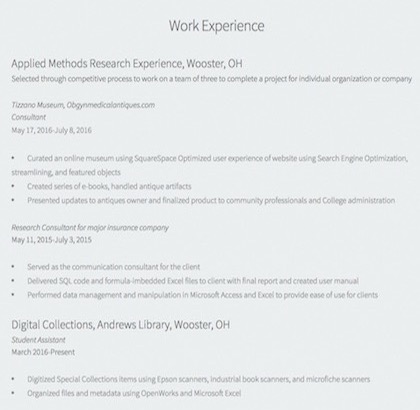 Work Experience
Applied Methods Research Experience, Wooster, OH
Selected through competitive process to work on a team of three to complete a project for individual organization or company
Tizzano Museum, Obgynmedicalantiques.com
Consultant
May 17, 2016-July 8, 2016
• Curated an online museum using SquareSpace Optimized user experience of website using Search Engine Optimization,
streamlining, and featured objects
• Created series of e-books, handled antique artifacts
• Presented updates to antiques owner and finalized product to community professionals and College administration
Research Consultant for major insurance company
May 11, 2015-July 3, 2015
• Served as the communication consultant for the client
• Delivered SQL code and formula-imbedded Excel files to client with final report and created user manual
• Performed data management and manipulation in Microsoft Access and Excel to provide ease of use for clients
Digital Collections, Andrews Library, Wooster, OH
Student Assistant
March 2016-Present
• Digitized Special Collections items using Epson scanners, industrial book scanners, and microfiche scanners
• Organized files and metadata using OpenWorks and Microsoft Excel